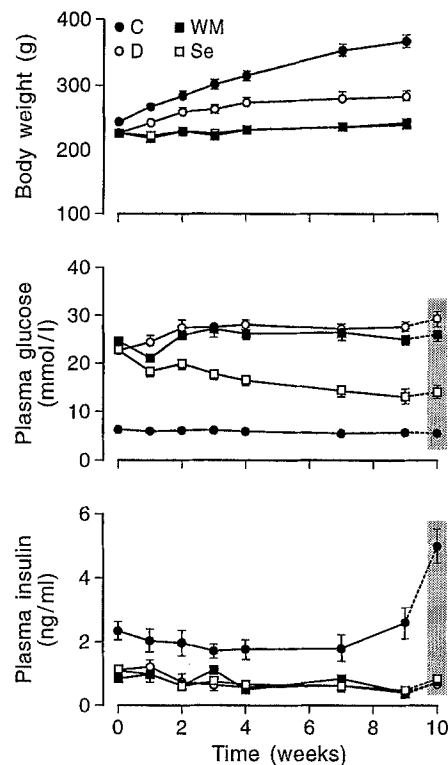 C WM
D Se
Body weight (g)
400
300
200
100
Plasma glucose
(mmol/l)
40
30
20
10
0
Plasma insulin
(ng/ml)
6
4
2
0
0 2 4 6 8 10
Time (weeks)